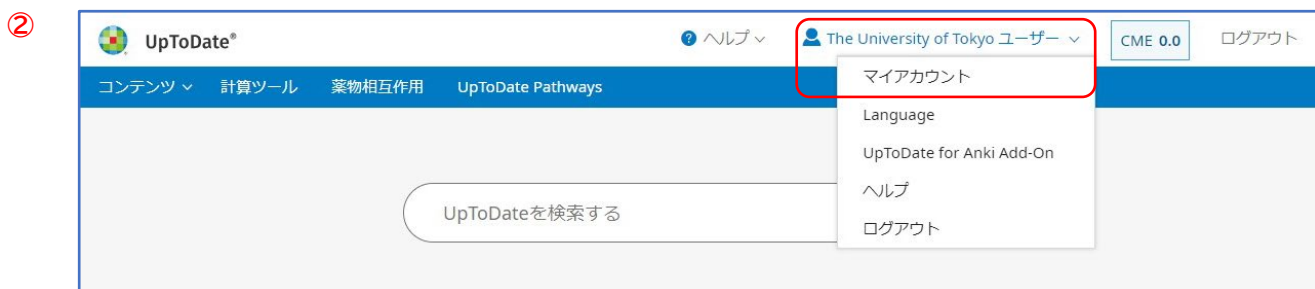 ②
UpToDate®
? ヘルプ
The University of Tokyo ユーザー
CME 0.0
ログアウト
コンテンツ
計算ツール
薬物相互作用
UpToDate Pathways
マイアカウント
Language
UpToDate for Anki Add-On
ヘルプ
ログアウト
UpToDateを検索する